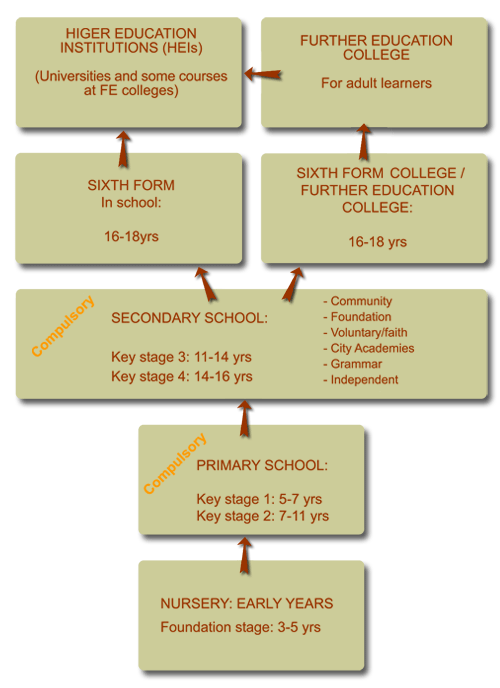 HIGER EDUCATION
INSTITUTIONS (HEIs)
(Universities and some courses
at FE colleges)
FURTHER EDUCATION
COLLEGE
For adult learners
SIXTH FORM
In school:
16-18yrs
SIXTH FORM COLLEGE /
FURTHER EDUCATION
COLLEGE:
16-18 yrs
Compulsory
SECONDARY SCHOOL:
Key stage 3: 11-14 yrs
Key stage 4: 14-16 yrs
- Community
- Foundation
- Voluntary/faith
- City Academies
- Grammar
- Independent
Compulsory
PRIMARY SCHOOL:
Key stage 1: 5-7 yrs
Key stage 2: 7-11 yrs
NURSERY: EARLY YEARS
Foundation stage: 3-5 yrs